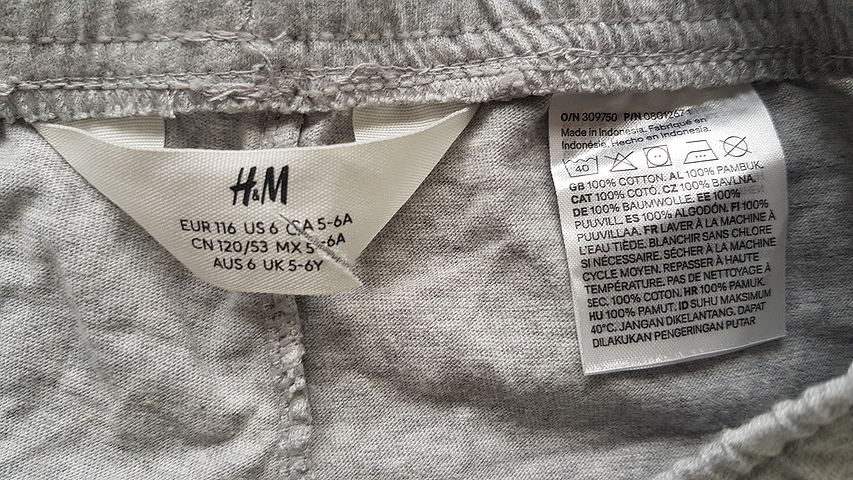 H&M
EUR 116 US 6 CA 5-6A
CN 120/53 MX 5-6A
AUS 6 UK 5-6Y
O/N 309750 P/N
Made in Indonesia. Fabriqué en
Indonésie. Hecho en Indonesia.
40
GB 100% COTTON. AL 100% PAMBUK.
CAT 100% COTÓ. CZ 100% BAVLNA.
DE 100% BAUMWOLLE. EE 100%
PUUVILL. ES 100% ALGODÓN. FI 100%
PUUVILLAA. FR LAVER À LA MACHINE À
L'EAU TIÈDE. BLANCHIR SANS CHLORE
SI NÉCESSAIRE. SÉCHER À LA MACHINE
CYCLE MOYEN. REPASSER À HAUTE
TEMPÉRATURE. PAS DE NETTOYAGE À
SEC. 100% COTON. HR 100% PAMUK.
HU 100% PAMUT. ID SUHU MAKSIMUM
40°C. JANGAN DIKELANTANG. DAPAT
DILAKUKAN PENGERINGAN PUTAR